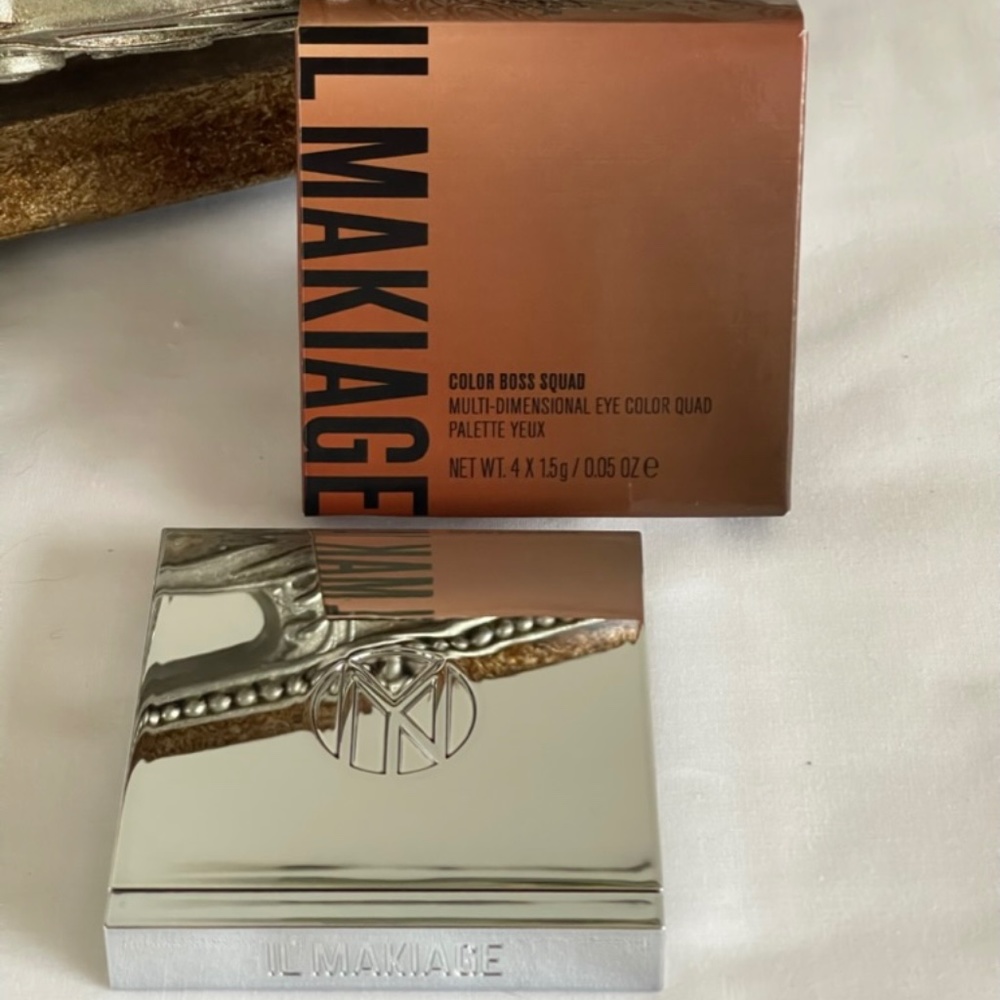 IL MAKIAGE
COLOR BOSS SQUAD
MULTI-DIMENSIONAL EYE COLOR QUAD
PALETTE YEUX
NET WT. 4 X 1.5g / 0.05 OZ ℮
IL MAKIAGE